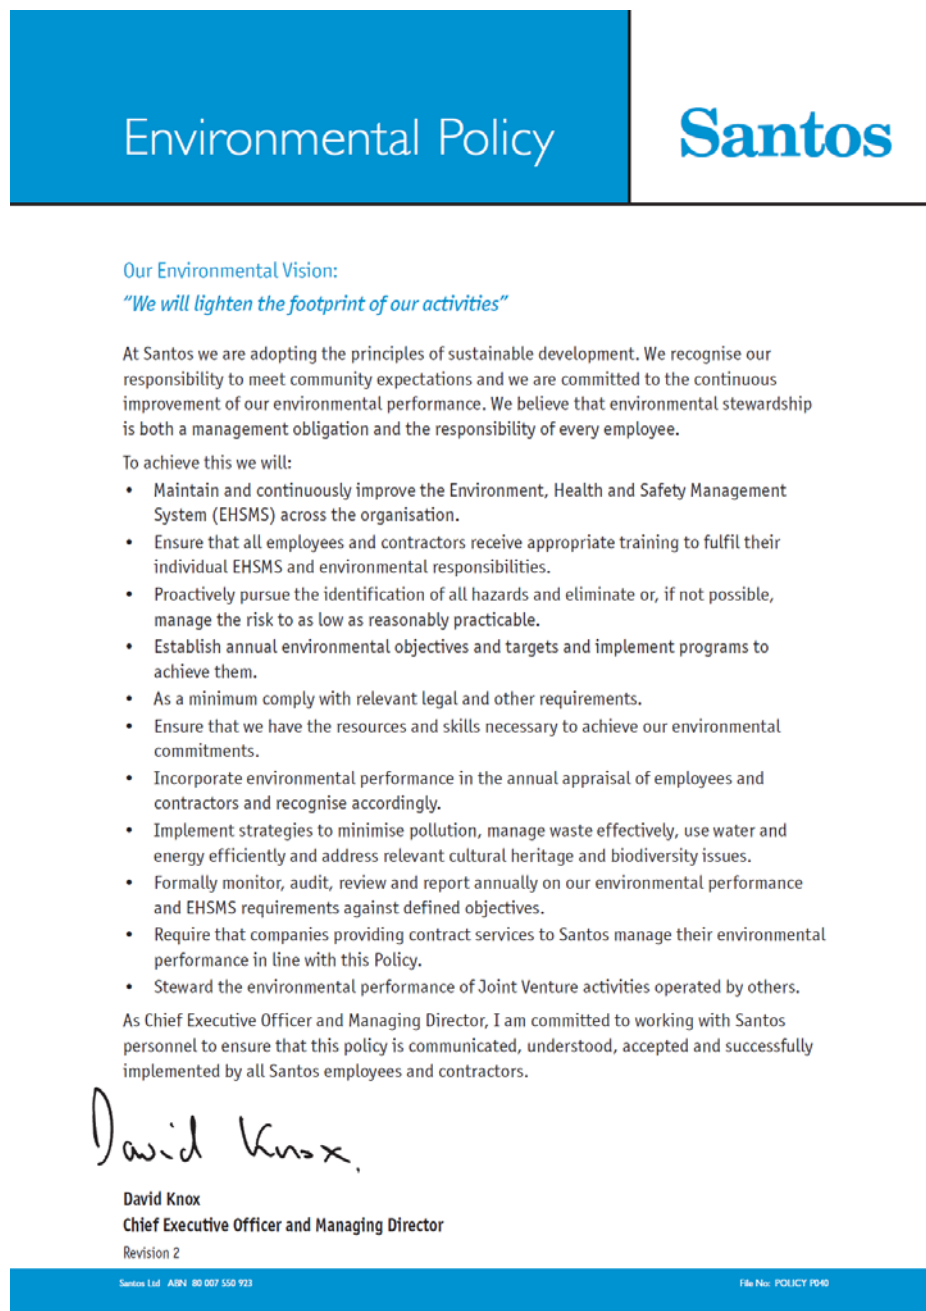 Environmental Policy
Santos
Our Environmental Vision:
“We will lighten the footprint of our activities”
At Santos we are adopting the principles of sustainable development. We recognise our
responsibility to meet community expectations and we are committed to the continuous
improvement of our environmental performance. We believe that environmental stewardship
is both a management obligation and the responsibility of every employee.
To achieve this we will:
• Maintain and continuously improve the Environment, Health and Safety Management
System (EHSMS) across the organisation.
• Ensure that all employees and contractors receive appropriate training to fulfil their
individual EHSMS and environmental responsibilities.
• Proactively pursue the identification of all hazards and eliminate or, if not possible,
manage the risk to as low as reasonably practicable.
• Establish annual environmental objectives and targets and implement programs to
achieve them.
• As a minimum comply with relevant legal and other requirements.
• Ensure that we have the resources and skills necessary to achieve our environmental
commitments.
• Incorporate environmental performance in the annual appraisal of employees and
contractors and recognise accordingly.
• Implement strategies to minimise pollution, manage waste effectively, use water and
energy efficiently and address relevant cultural heritage and biodiversity issues.
• Formally monitor, audit, review and report annually on our environmental performance
and EHSMS requirements against defined objectives.
• Require that companies providing contract services to Santos manage their environmental
performance in line with this Policy.
• Steward the environmental performance of Joint Venture activities operated by others.
As Chief Executive Officer and Managing Director, I am committed to working with Santos
personnel to ensure that this policy is communicated, understood, accepted and successfully
implemented by all Santos employees and contractors.
David Knox.
David Knox
Chief Executive Officer and Managing Director
Revision 2
Santos Ltd ABN 80 007 550 923
File No: POLICY P040